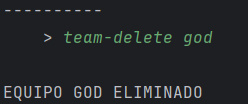 ----------
> team-delete god
EQUIPO GOD ELIMINADO